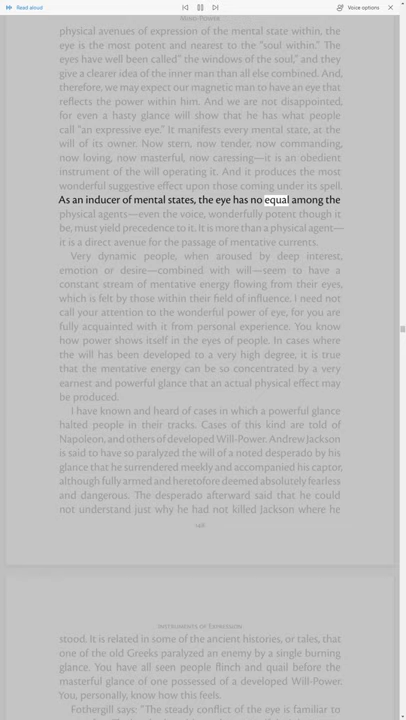 Read aloud
Voice options
Mind-Power
physical avenues of expression of the mental state within, the
eye is the most potent and nearest to the "soul within." The
eyes have well been called" the windows of the soul," and they
give a clearer idea of the inner man than all else combined. And,
therefore, we may expect our magnetic man to have an eye that
reflects the power within him. And we are not disappointed,
for even a hasty glance will show that he has what people
call "an expressive eye." It manifests every mental state, at the
will of its owner. Now stern, now tender, now commanding,
now loving, now masterful, now caressing—it is an obedient
instrument of the will operating it. And it produces the most
wonderful suggestive effect upon those coming under its spell.
As an inducer of mental states, the eye has no equal among the
physical agents—even the voice, wonderfully potent though it
be, must yield precedence to it. It is more than a physical agent—
it is a direct avenue for the passage of mentative currents.
Very dynamic people, when aroused by deep interest,
emotion or desire—combined with will—seem to have a
constant stream of mentative energy flowing from their eyes,
which is felt by those within their field of influence. I need not
call your attention to the wonderful power of eye, for you are
fully acquainted with it from personal experience. You know
how power shows itself in the eyes of people. In cases where
the will has been developed to a very high degree, it is true
that the mentative energy can be so concentrated by a very
earnest and powerful glance that an actual physical effect may
be produced.
I have known and heard of cases in which a powerful glance
halted people in their tracks. Cases of this kind are told of
Napoleon, and others of developed Will-Power. Andrew Jackson
is said to have so paralyzed the will of a noted desperado by his
glance that he surrendered meekly and accompanied his captor,
although fully armed and heretofore deemed absolutely fearless
and dangerous. The desperado afterward said that he could
not understand just why he had not killed Jackson where he
Instruments of Expression
stood. It is related in some of the ancient histories, or tales, that
one of the old Greeks paralyzed an enemy by a single burning
glance. You have all seen people flinch and quail before the
masterful glance of one possessed of a developed Will-Power.
You, personally, know how this feels.
Fothergill says: "The steady conflict of the eye is familiar to